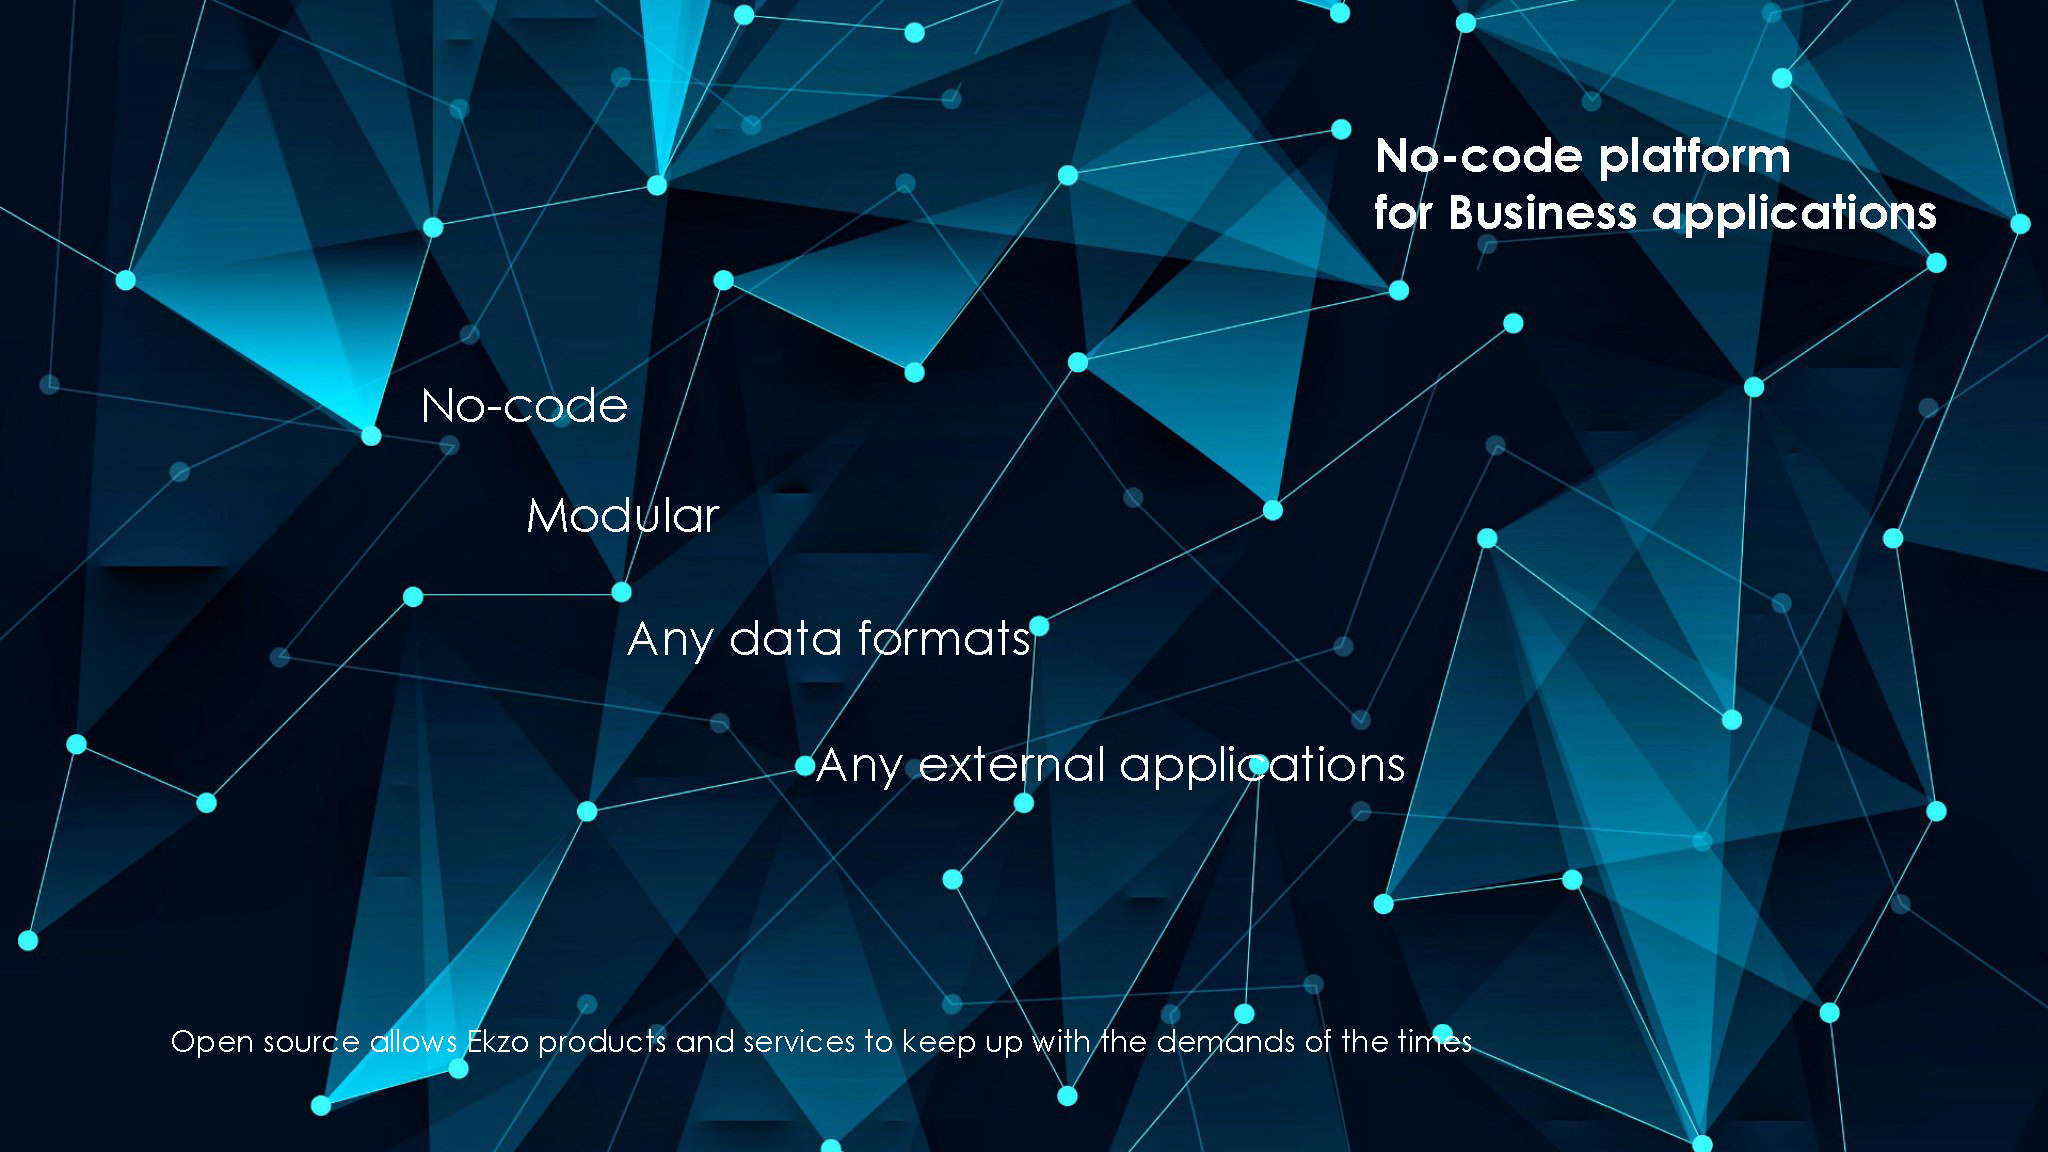 No-code platform
for Business applications
No-code
Modular
Any data formats
Any external applications
Open source allows Ekzo products and services to keep up with the demands of the times